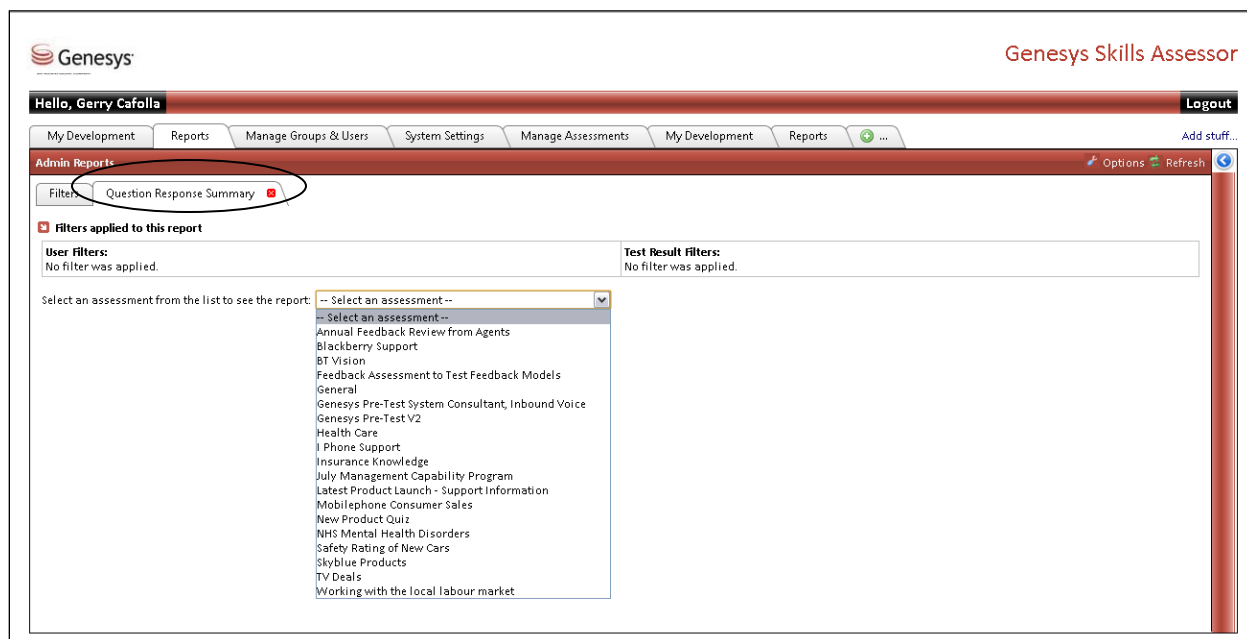 Genesys
Genesys Skills Assessor
Hello, Gerry Cafolla
Logout
My Development Reports Manage Groups & Users System Settings Manage Assessments My Development Reports ... Add stuff...
Admin Reports Options Refresh
Filters Question Response Summary
Filters applied to this report
User Filters: Test Result Filters:
No filter was applied. No filter was applied.
Select an assessment from the list to see the report: -- Select an assessment --
-- Select an assessment --
Annual Feedback Review from Agents
Blackberry Support
BT Vision
Feedback Assessment to Test Feedback Models
General
Genesys Pre-Test System Consultant, Inbound Voice
Genesys Pre-Test V2
Health Care
I Phone Support
Insurance Knowledge
July Management Capability Program
Latest Product Launch - Support Information
Mobilephone Consumer Sales
New Product Quiz
NHS Mental Health Disorders
Safety Rating of New Cars
Skyblue Products
TV Deals
Working with the local labour market